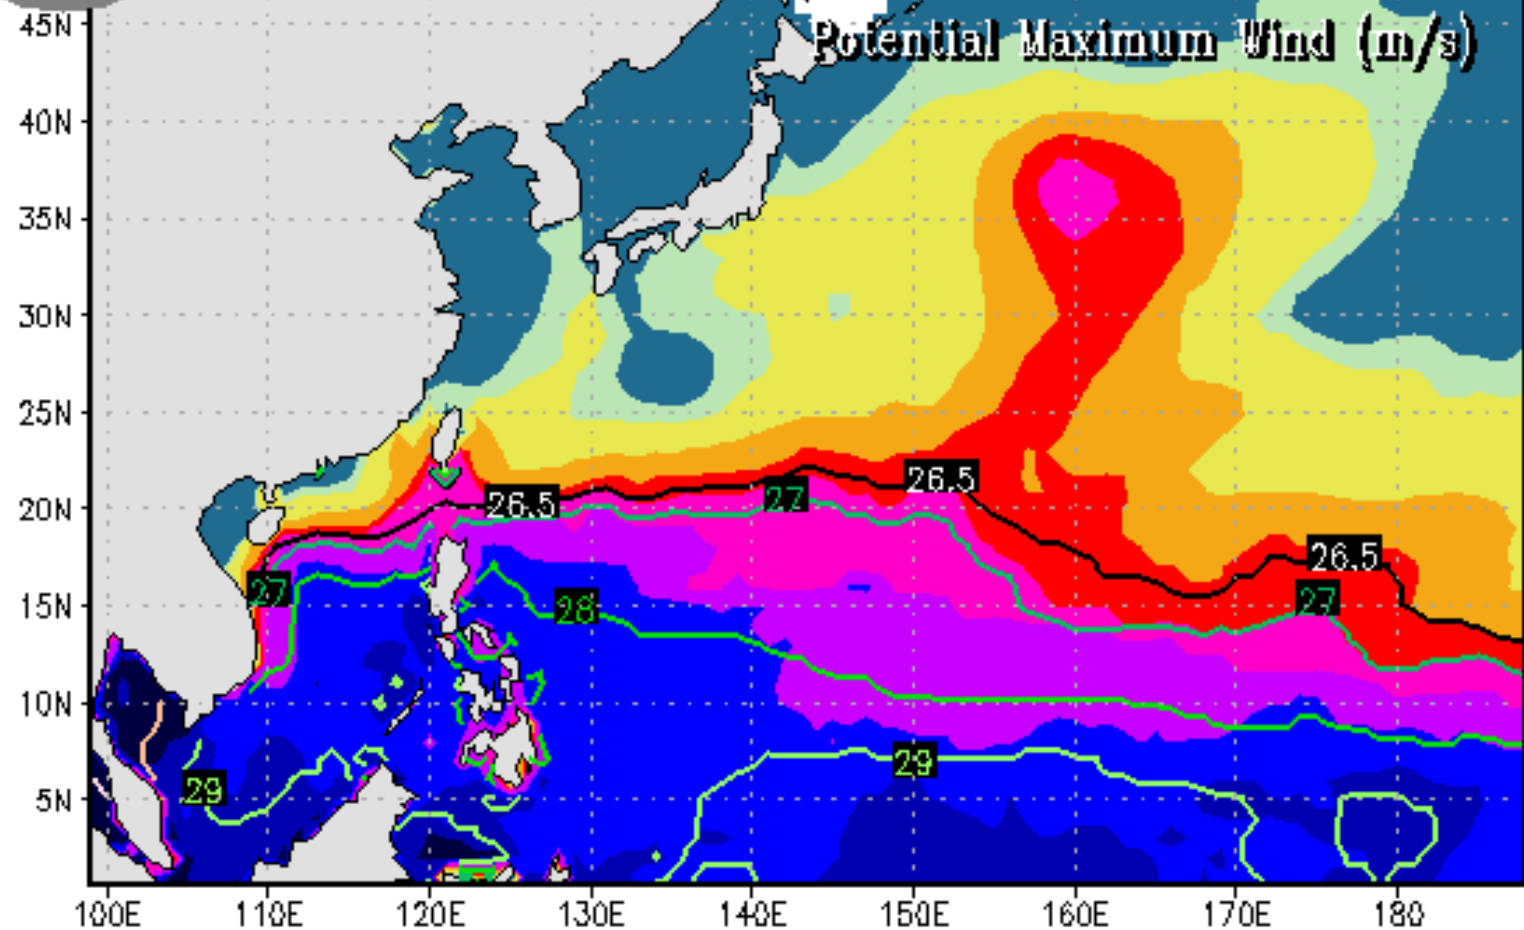 Potential Maximum Wind (m/s)
45N
40N
35N
30N
25N
20N
15N
10N
5N
26.5
26.5
27
26.5
27
28
27
29
29
100E 110E 120E 130E 140E 150E 160E 170E 180